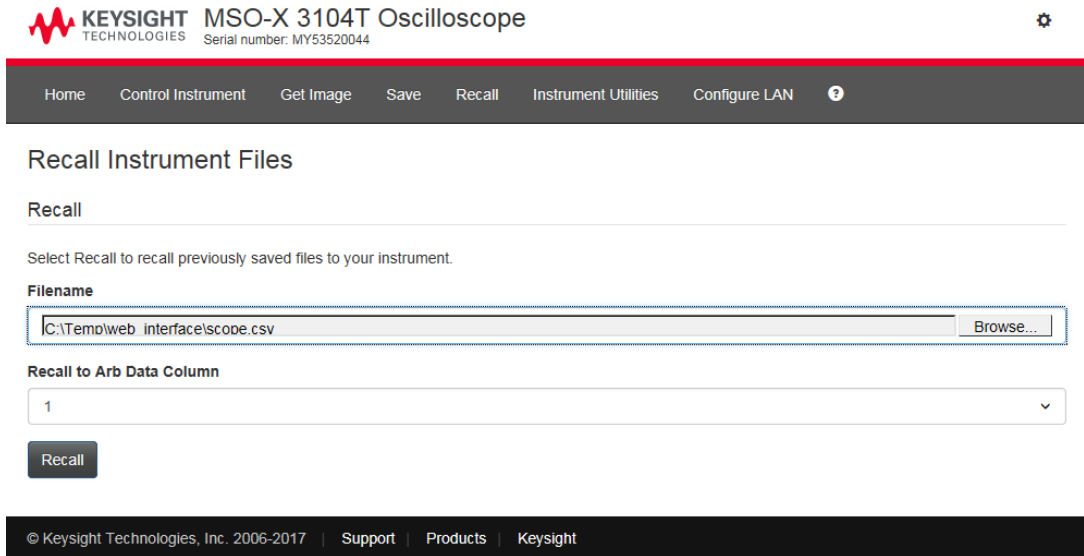 KEYSIGHT TECHNOLOGIES
MSO-X 3104T Oscilloscope
Serial number: MY53520044
Home Control Instrument Get Image Save Recall Instrument Utilities Configure LAN ?
Recall Instrument Files
Recall
Select Recall to recall previously saved files to your instrument.
Filename
C:\Temp\web_interface\scope.csv Browse...
Recall to Arb Data Column
1
Recall
© Keysight Technologies, Inc. 2006-2017 | Support | Products | Keysight